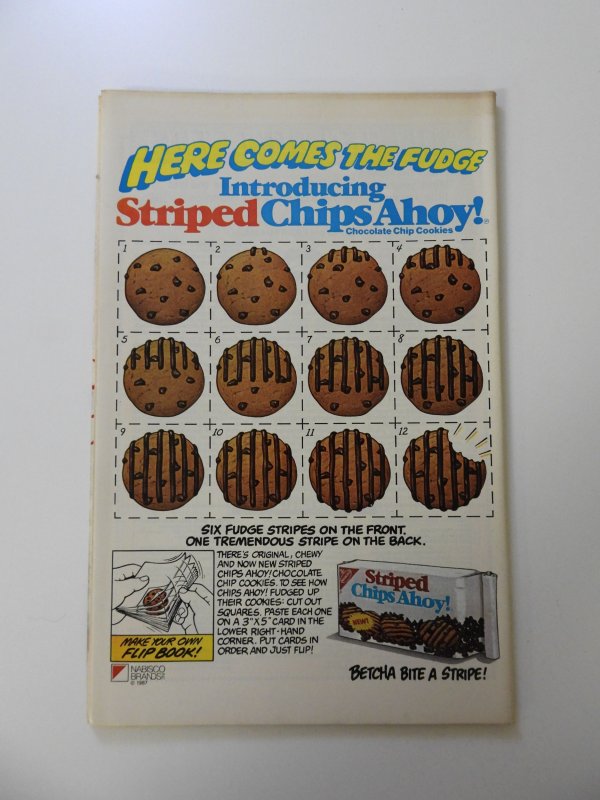 HERE COMES THE FUDGE
Introducing
Striped Chips Ahoy!®
Chocolate Chip Cookies
1 2 3 4
5 6 7 8
9 10 11 12
SIX FUDGE STRIPES ON THE FRONT.
ONE TREMENDOUS STRIPE ON THE BACK.
THERE'S ORIGINAL, CHEWY
AND NOW NEW STRIPED
CHIPS AHOY! CHOCOLATE
CHIP COOKIES. TO SEE HOW
CHIPS AHOY! FUDGED UP
THEIR COOKIES: CUT OUT
SQUARES. PASTE EACH ONE
ON A 3"X5" CARD IN THE
LOWER RIGHT-HAND
CORNER. PUT CARDS IN
ORDER AND JUST FLIP!
MAKE YOUR OWN
FLIP BOOK!
NABISCO
BRANDS
© 1987
Striped
Chips Ahoy!
NEW!
BETCHA BITE A STRIPE!